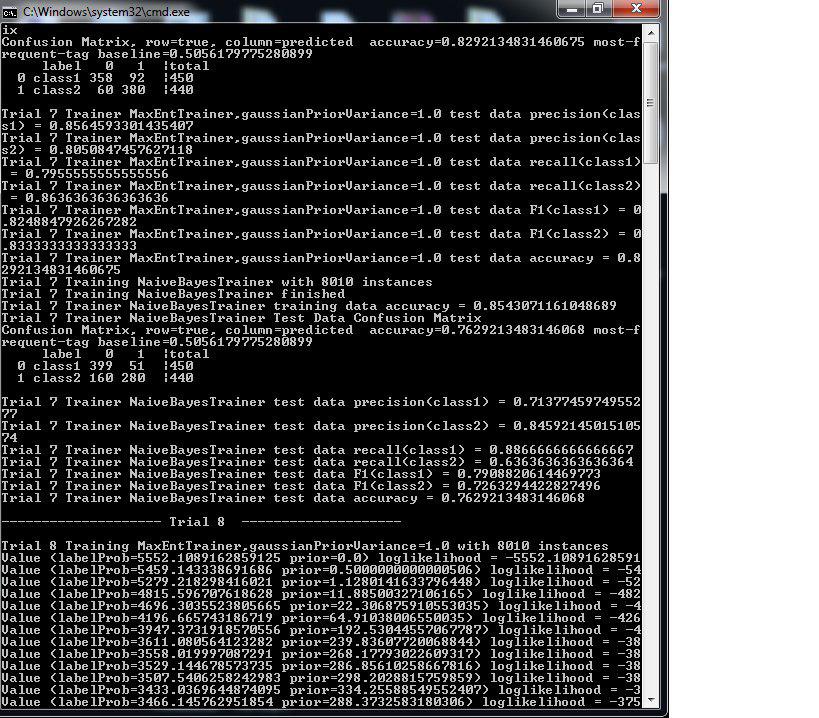 C:\Windows\system32\cmd.exe
ix
Confusion Matrix, row=true, column=predicted  accuracy=0.8292134831460675 most-f
requent-tag baseline=0.5056179775280899
     label   0   1  |total
  0 class1 358  92  |450
  1 class2  60 380  |440
Trial 7 Trainer MaxEntTrainer,gaussianPriorVariance=1.0 test data precision(clas
s1) = 0.8564593301435407
Trial 7 Trainer MaxEntTrainer,gaussianPriorVariance=1.0 test data precision(clas
s2) = 0.8050847457627118
Trial 7 Trainer MaxEntTrainer,gaussianPriorVariance=1.0 test data recall(class1)
 = 0.7955555555555556
Trial 7 Trainer MaxEntTrainer,gaussianPriorVariance=1.0 test data recall(class2)
 = 0.8636363636363636
Trial 7 Trainer MaxEntTrainer,gaussianPriorVariance=1.0 test data F1(class1) = 0
.8248847926267282
Trial 7 Trainer MaxEntTrainer,gaussianPriorVariance=1.0 test data F1(class2) = 0
.8333333333333333
Trial 7 Trainer MaxEntTrainer,gaussianPriorVariance=1.0 test data accuracy = 0.8
292134831460675
Trial 7 Training NaiveBayesTrainer with 8010 instances
Trial 7 Training NaiveBayesTrainer finished
Trial 7 Trainer NaiveBayesTrainer training data accuracy = 0.8543071161048689
Trial 7 Trainer NaiveBayesTrainer Test Data Confusion Matrix
Confusion Matrix, row=true, column=predicted  accuracy=0.7629213483146068 most-f
requent-tag baseline=0.5056179775280899
     label   0   1  |total
  0 class1 399  51  |450
  1 class2 160 280  |440
Trial 7 Trainer NaiveBayesTrainer test data precision(class1) = 0.71377459749552
77
Trial 7 Trainer NaiveBayesTrainer test data precision(class2) = 0.84592145015105
74
Trial 7 Trainer NaiveBayesTrainer test data recall(class1) = 0.8866666666666667
Trial 7 Trainer NaiveBayesTrainer test data recall(class2) = 0.6363636363636364
Trial 7 Trainer NaiveBayesTrainer test data F1(class1) = 0.7908820614469773
Trial 7 Trainer NaiveBayesTrainer test data F1(class2) = 0.7263294422827496
Trial 7 Trainer NaiveBayesTrainer test data accuracy = 0.7629213483146068
-------------------- Trial 8  --------------------
Trial 8 Training MaxEntTrainer,gaussianPriorVariance=1.0 with 8010 instances
Value (labelProb=5552.1089162859125 prior=0.0) loglikelihood = -5552.10891628591
Value (labelProb=5459.143338691686 prior=0.5000000000000506) loglikelihood = -54
Value (labelProb=5279.218298416021 prior=1.1280141633796448) loglikelihood = -52
Value (labelProb=4815.596707618628 prior=11.88500327106165) loglikelihood = -482
Value (labelProb=4696.3035523805665 prior=22.306875910553035) loglikelihood = -4
Value (labelProb=4196.665743186719 prior=64.91038006550035) loglikelihood = -426
Value (labelProb=3947.3731918570556 prior=192.53044557067787) loglikelihood = -4
Value (labelProb=3611.080564123282 prior=239.83607720068844) loglikelihood = -38
Value (labelProb=3558.019997087291 prior=268.17793022609317) loglikelihood = -38
Value (labelProb=3529.144678573735 prior=286.85610258667816) loglikelihood = -38
Value (labelProb=3507.5406258242983 prior=298.20288157598559) loglikelihood = -38
Value (labelProb=3433.0369644874095 prior=334.25588549552407) loglikelihood = -3
Value (labelProb=3466.145762951854 prior=288.3732583180306) loglikelihood = -375